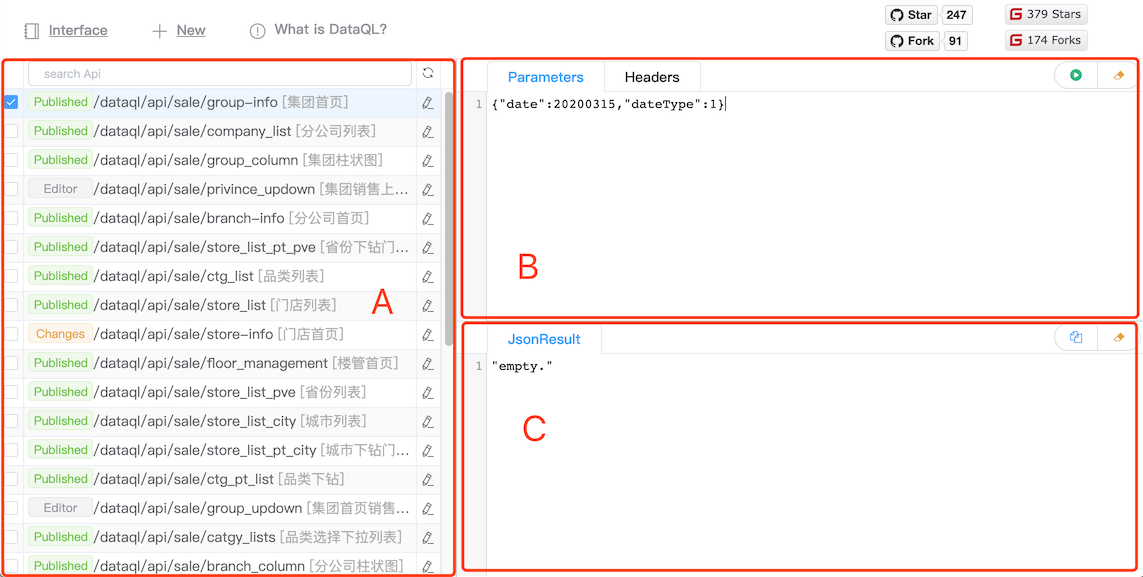 Interface
New
What is DataQL?
Star 247
379 Stars
Fork 91
174 Forks
search Api
Published /dataql/api/sale/group-info [集团首页]
Published /dataql/api/sale/company_list [分公司列表]
Published /dataql/api/sale/group_column [集团柱状图]
Editor /dataql/api/sale/privince_updown [集团销售上...
Published /dataql/api/sale/branch-info [分公司首页]
Published /dataql/api/sale/store_list_pt_pve [省份下钻门...
Published /dataql/api/sale/ctg_list [品类列表]
Published /dataql/api/sale/store_list [门店列表]
Changes /dataql/api/sale/store-info [门店首页]
Published /dataql/api/sale/floor_management [楼管首页]
Published /dataql/api/sale/store_list_pve [省份列表]
Published /dataql/api/sale/store_list_city [城市列表]
Published /dataql/api/sale/store_list_pt_city [城市下钻门...
Published /dataql/api/sale/ctg_pt_list [品类下钻]
Editor /dataql/api/sale/group_updown [集团首页销售...
Published /dataql/api/sale/catgy_lists [品类选择下拉列表]
Published /dataql/api/sale/branch_column [分公司柱状图]
A
Parameters
Headers
1 {"date":20200315,"dateType":1}
B
JsonResult
1 "empty."
C